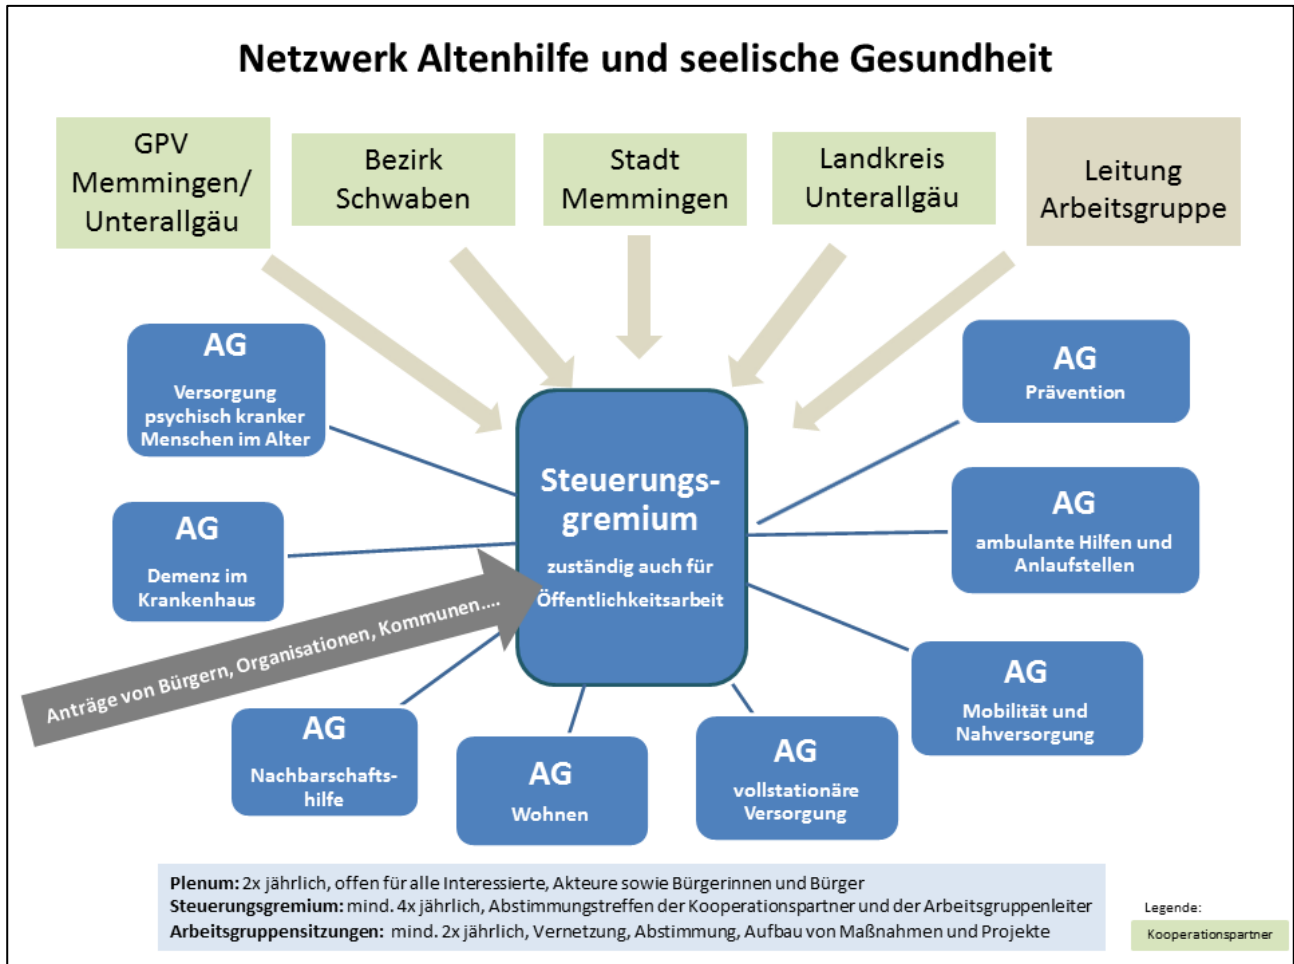 Netzwerk Altenhilfe und seelische Gesundheit
GPV
Memmingen/
Unterallgäu
Bezirk
Schwaben
Stadt
Memmingen
Landkreis
Unterallgäu
Leitung
Arbeitsgruppe
AG
Versorgung
psychisch kranker
Menschen im Alter
AG
Prävention
Steuerungs-
gremium
zuständig auch für
Öffentlichkeitsarbeit
AG
Demenz im
Krankenhaus
AG
ambulante Hilfen und
Anlaufstellen
Anträge von Bürgern, Organisationen, Kommunen....
AG
Nachbarschafts-
hilfe
AG
Wohnen
AG
vollstationäre
Versorgung
AG
Mobilität und
Nahversorgung
Plenum: 2x jährlich, offen für alle Interessierte, Akteure sowie Bürgerinnen und Bürger
Steuerungsgremium: mind. 4x jährlich, Abstimmungstreffen der Kooperationspartner und der Arbeitsgruppenleiter
Arbeitsgruppensitzungen: mind. 2x jährlich, Vernetzung, Abstimmung, Aufbau von Maßnahmen und Projekte
Legende:
Kooperationspartner